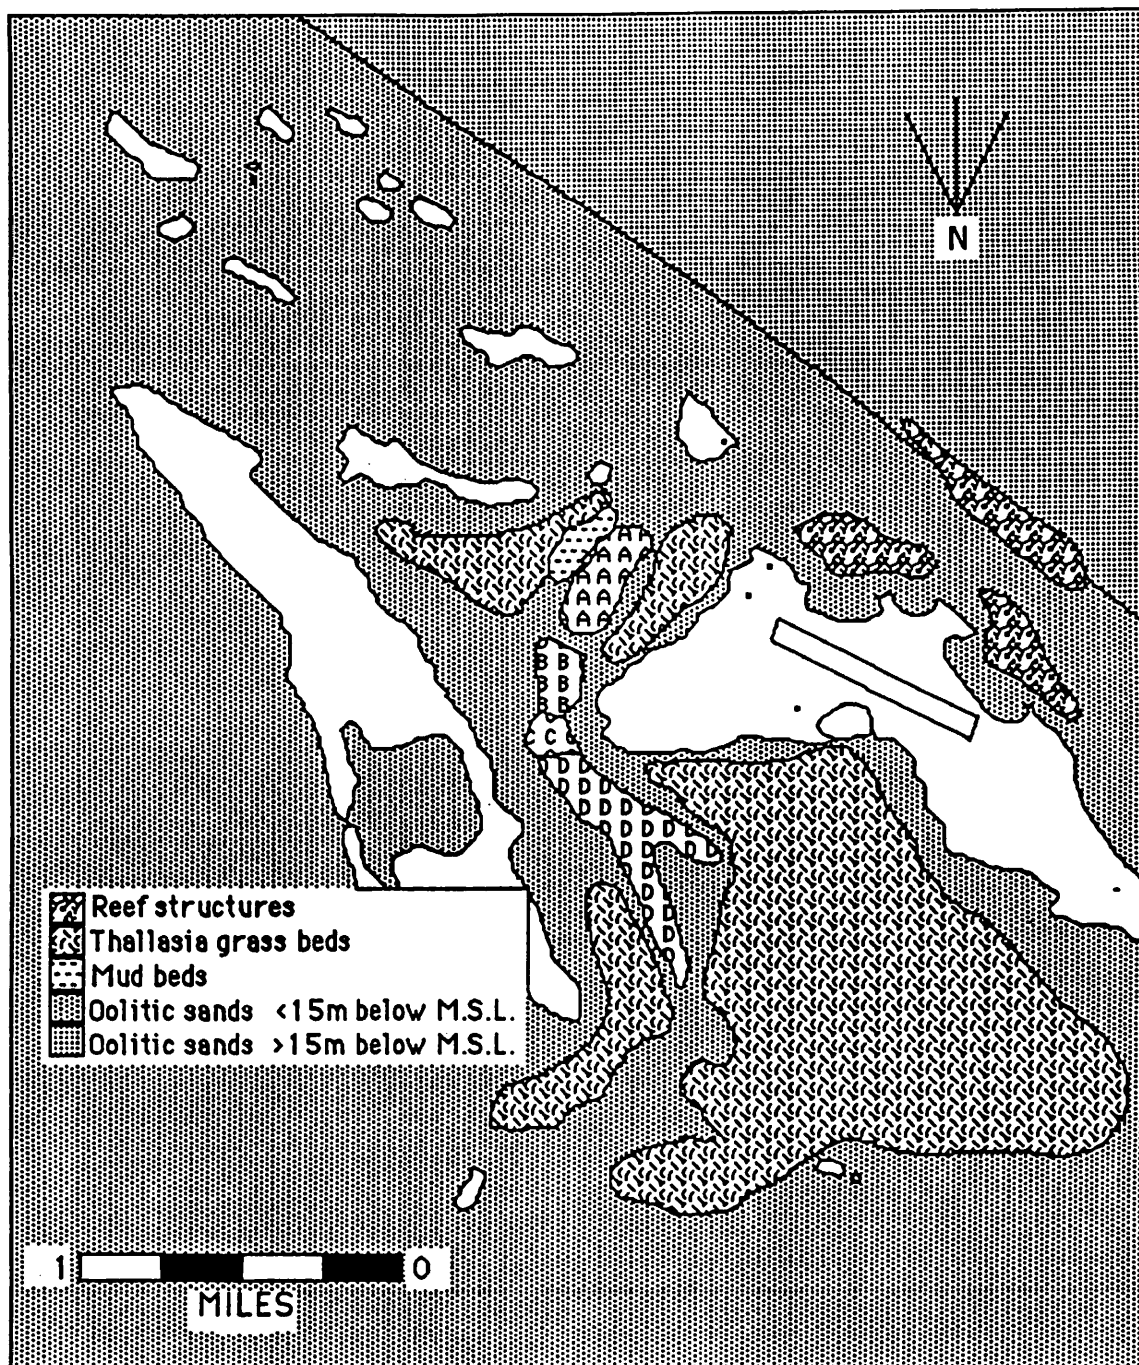 N
A A
A A A
A A A
A A A
A A
B B
B B
B B
C
D D D
D D D
D D D D D
D D D D D D
D D D D D
D D
D
D
D D
D D
D
Reef structures
Thallasia grass beds
Mud beds
Oolitic sands <15m below M.S.L.
Oolitic sands >15m below M.S.L.
1 0
MILES